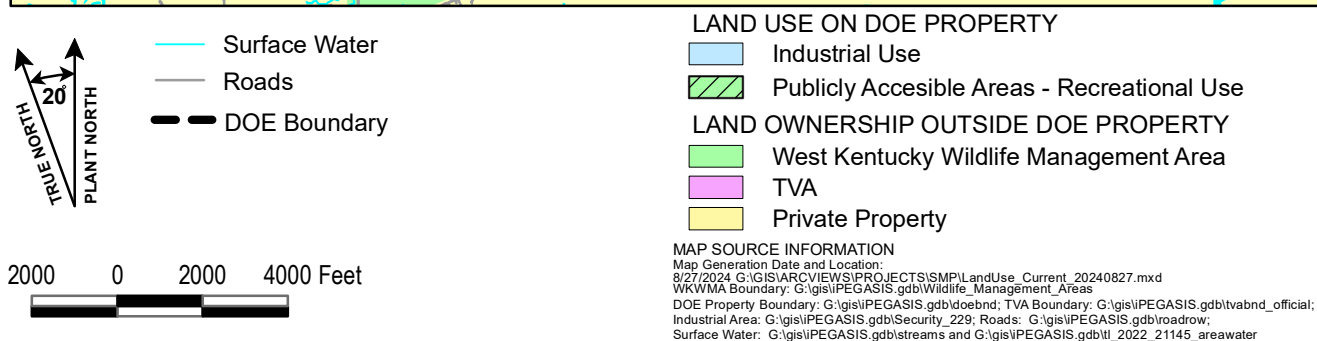 Surface Water
Roads
DOE Boundary
20°
TRUE NORTH
PLANT NORTH
2000 0 2000 4000 Feet
LAND USE ON DOE PROPERTY
Industrial Use
Publicly Accesible Areas - Recreational Use
LAND OWNERSHIP OUTSIDE DOE PROPERTY
West Kentucky Wildlife Management Area
TVA
Private Property
MAP SOURCE INFORMATION
Map Generation Date and Location:
8/27/2024 G:\GIS\ARCVIEWS\PROJECTS\SMP\LandUse_Current_20240827.mxd
WKWMA Boundary: G:\gis\iPEGASIS.gdb\Wildlife_Management_Areas
DOE Property Boundary: G:\gis\iPEGASIS.gdb\doebnd; TVA Boundary: G:\gis\iPEGASIS.gdb\tvabnd_official;
Industrial Area: G:\gis\iPEGASIS.gdb\Security_229; Roads: G:\gis\iPEGASIS.gdb\roadrow;
Surface Water: G:\gis\iPEGASIS.gdb\streams and G:\gis\iPEGASIS.gdb\tl_2022_21145_areawater